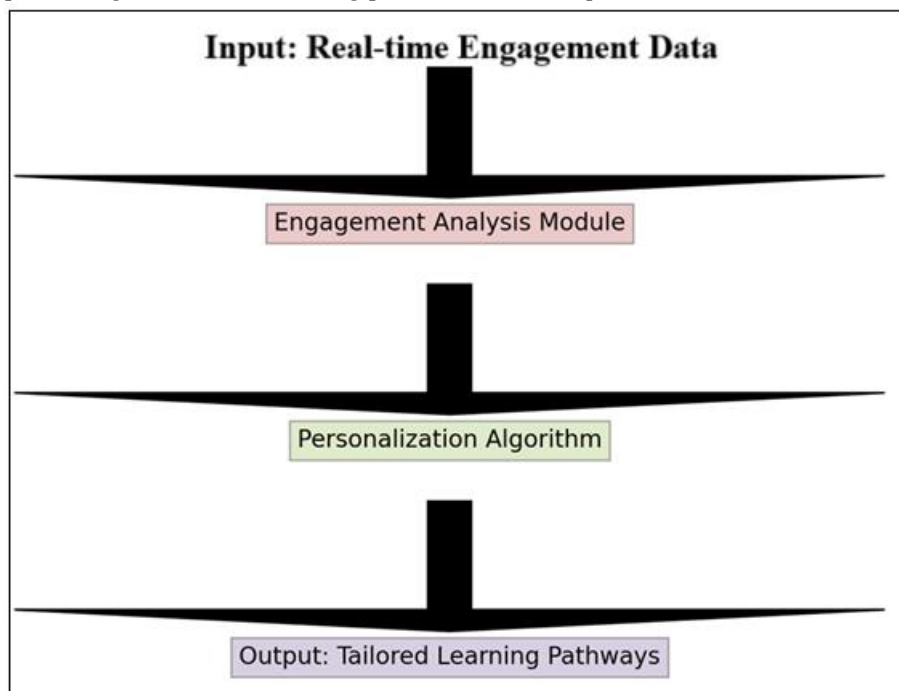 Input: Real-time Engagement Data
Engagement Analysis Module
Personalization Algorithm
Output: Tailored Learning Pathways